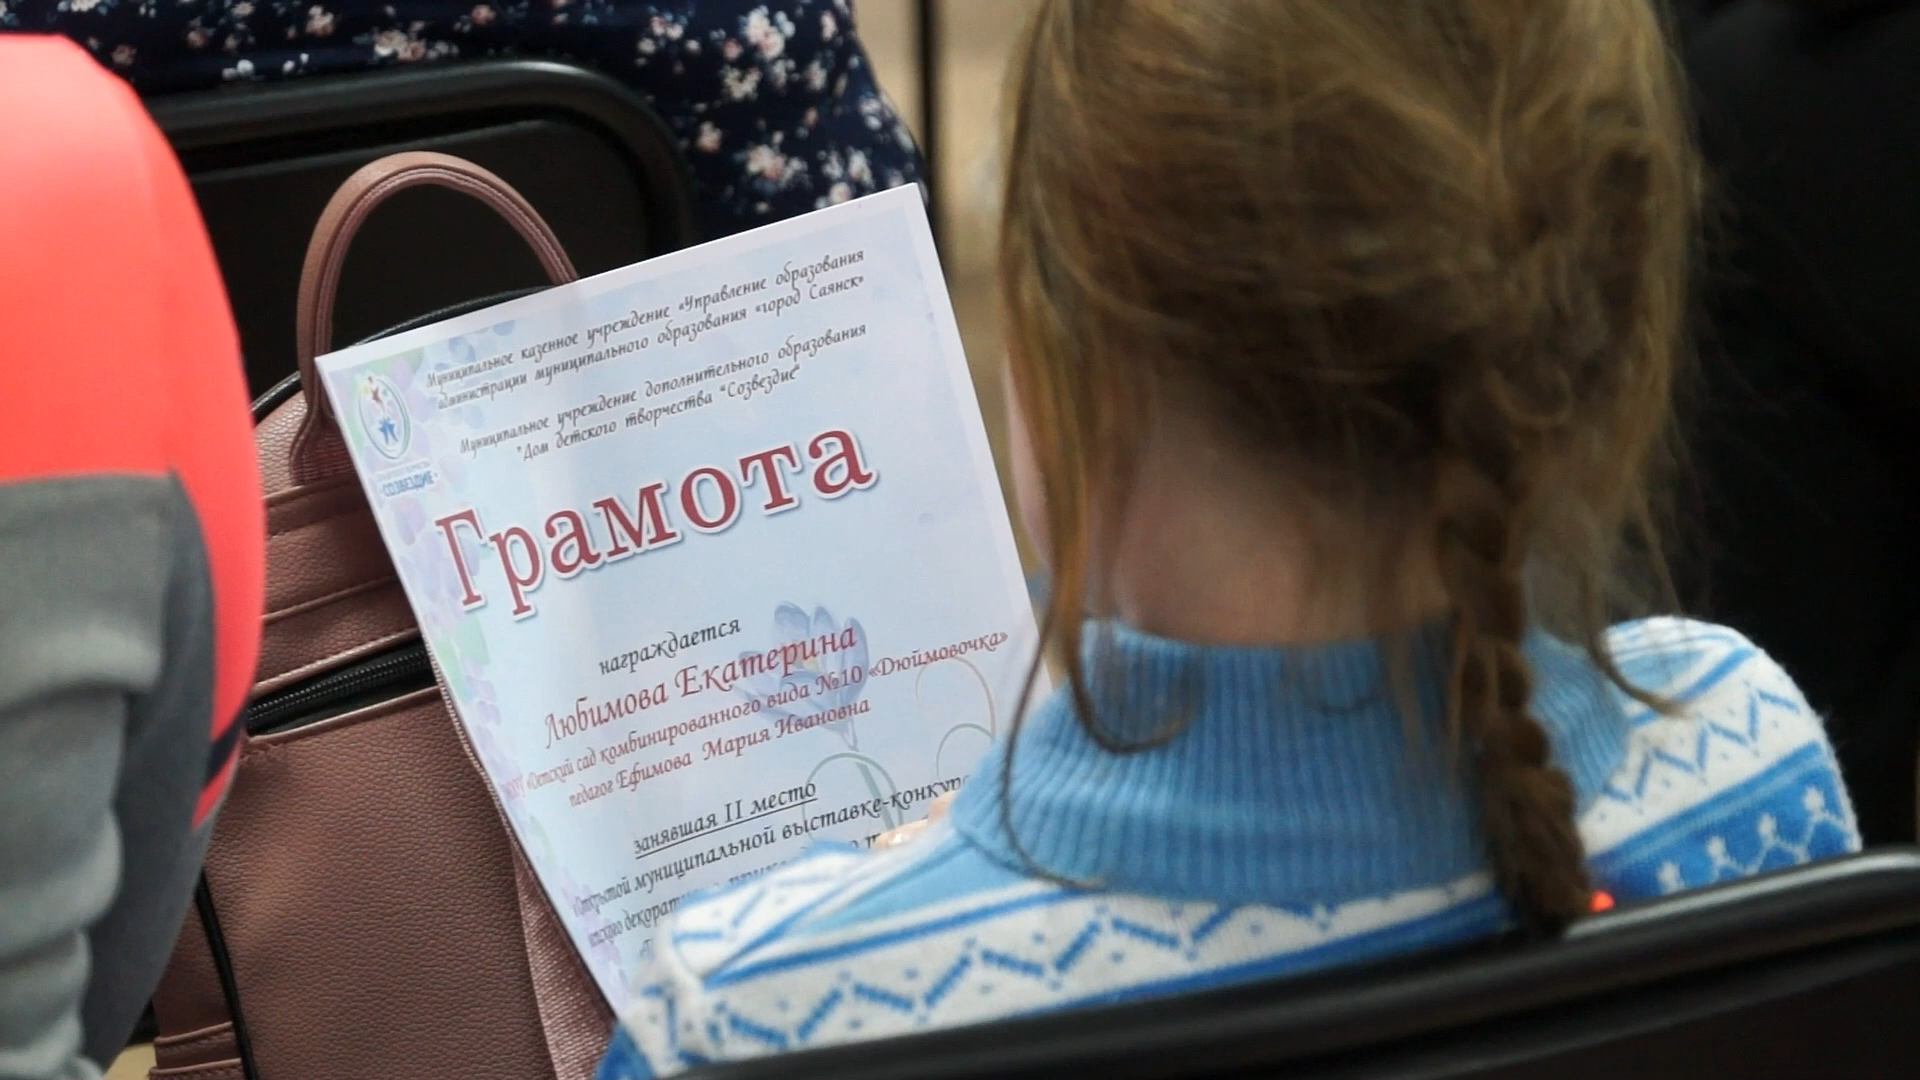 Муниципальное казенное учреждение «Управление образования
администрации муниципального образования "город Саянск"
Муниципальное учреждение дополнительного образования
"Дом детского творчества "Созвездие"
«СОЗВЕЗДИЕ»
Грамота
награждается
Любимова Екатерина
«Детский сад комбинированного вида №10 «Дюймовочка»
педагог Ефимова Мария Ивановна
занявшая II место
муниципальной выставке-конкурс